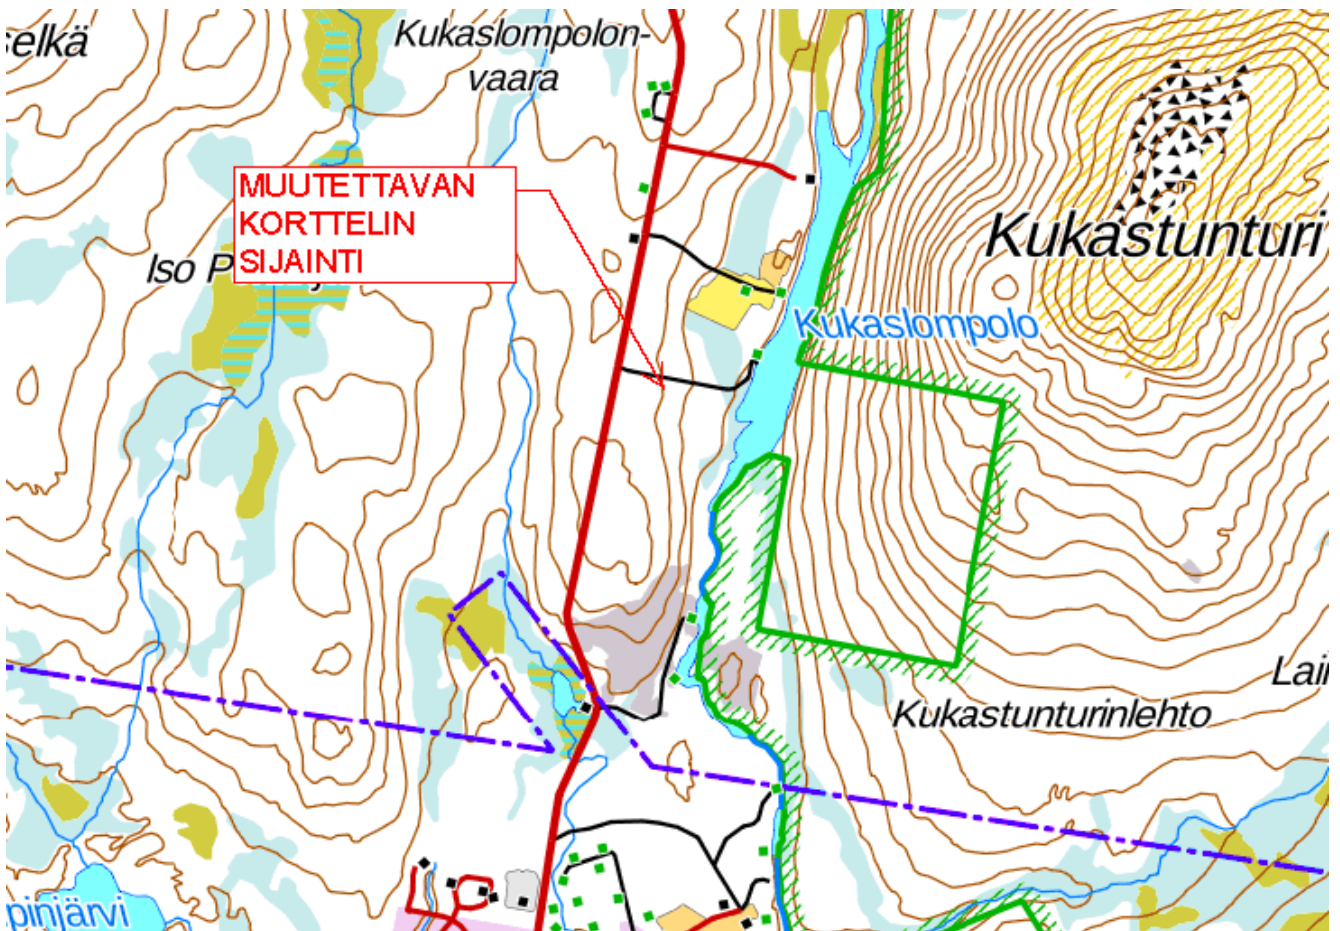 selkä
Kukaslompolon-
vaara
MUUTETTAVAN
KORTTELIN
SIJAINTI
Iso P
Kukastunturi
Kukaslompolo
Kukastunturinlehto
Lai
pinjärvi